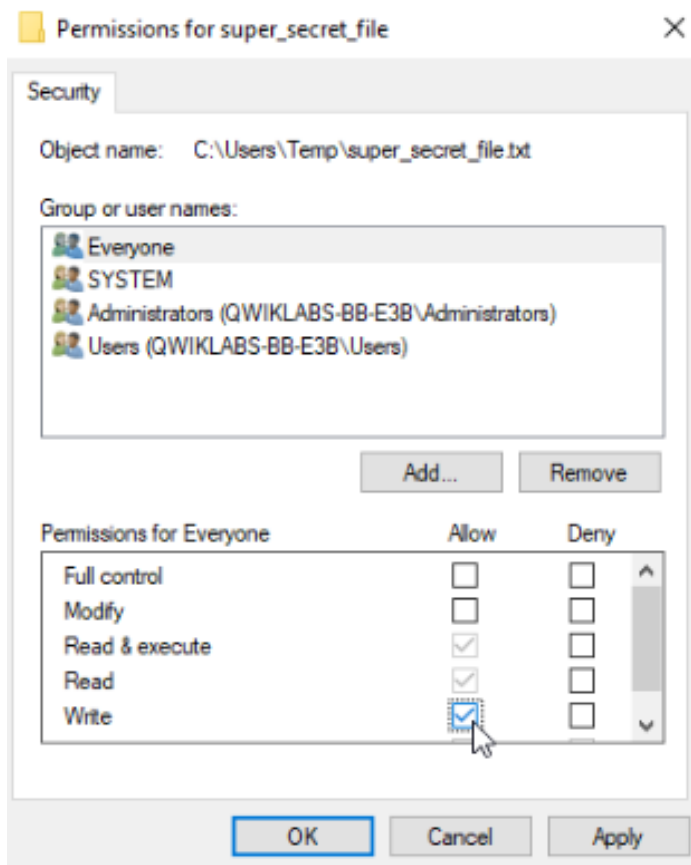 Permissions for super_secret_file
Security
Object name: C:\Users\Temp\super_secret_file.txt
Group or user names:
Everyone
SYSTEM
Administrators (QWIKLABS-BB-E3B\Administrators)
Users (QWIKLABS-BB-E3B\Users)
Add... Remove
Permissions for Everyone Allow Deny
Full control
Modify
Read & execute
Read
Write
OK Cancel Apply